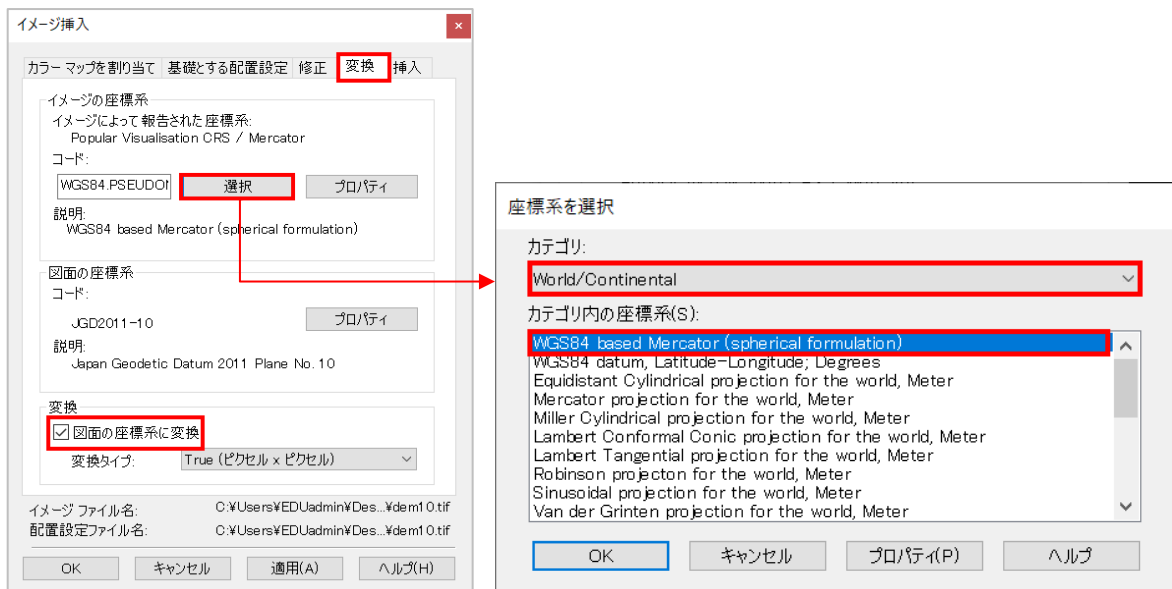 イメージ挿入
カラー マップを割り当て 基礎とする配置設定 修正 変換 挿入
イメージの座標系
イメージによって報告された座標系:
Popular Visualisation CRS / Mercator
コード:
WGS84.PSEUDO
選択
プロパティ
説明:
WGS84 based Mercator (spherical formulation)
図面の座標系
コード:
JGD2011-10
プロパティ
説明:
Japan Geodetic Datum 2011 Plane No. 10
変換
図面の座標系に変換
変換タイプ: True (ピクセル x ピクセル)
イメージ ファイル名: C:¥Users¥EDUadmin¥Des...¥dem10.tif
配置設定ファイル名: C:¥Users¥EDUadmin¥Des...¥dem10.tif
OK キャンセル 適用(A) ヘルプ(H)
座標系を選択
カテゴリ:
World/Continental
カテゴリ内の座標系(S):
WGS84 based Mercator (spherical formulation)
WGS84 datum, Latitude-Longitude; Degrees
Equidistant Cylindrical projection for the world, Meter
Mercator projection for the world, Meter
Miller Cylindrical projection for the world, Meter
Lambert Conformal Conic projection for the world, Meter
Lambert Tangential projection for the world, Meter
Robinson projecton for the world, Meter
Sinusoidal projection for the world, Meter
Van der Grinten projection for the world, Meter
OK キャンセル プロパティ(P) ヘルプ